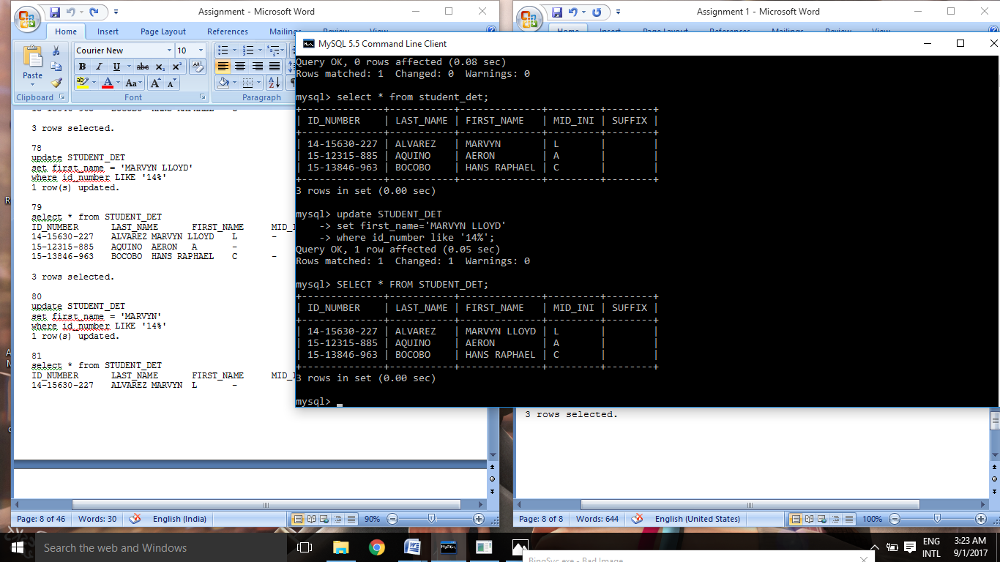 Assignment - Microsoft Word
Home Insert Page Layout References Mailing
Courier New 10
Paste
Clipboard Font Paragraph
3 rows selected.
78
update STUDENT_DET
set first_name = 'MARVYN LLOYD'
where id_number LIKE '14%'
1 row(s) updated.
79
select * from STUDENT_DET
ID_NUMBER LAST_NAME FIRST_NAME MID_I
14-15630-227 ALVAREZ MARVYN LLOYD L -
15-12315-885 AQUINO AERON A -
15-13846-963 BOCOBO HANS RAPHAEL C -
3 rows selected.
80
update STUDENT_DET
set first_name = 'MARVYN'
where id_number LIKE '14%'
1 row(s) updated.
81
select * from STUDENT_DET
ID_NUMBER LAST_NAME FIRST_NAME MID_I
14-15630-227 ALVAREZ MARVYN L -
Page: 8 of 46 Words: 30 English (India) 90%
Assignment 1 - Microsoft Word
MySQL 5.5 Command Line Client
Query OK, 0 rows affected (0.08 sec)
Rows matched: 1 Changed: 0 Warnings: 0
mysql> select * from student_det;
+--------------+-----------+--------------+---------+--------+
| ID_NUMBER | LAST_NAME | FIRST_NAME | MID_INI | SUFFIX |
+--------------+-----------+--------------+---------+--------+
| 14-15630-227 | ALVAREZ | MARVYN | L | |
| 15-12315-885 | AQUINO | AERON | A | |
| 15-13846-963 | BOCOBO | HANS RAPHAEL | C | |
+--------------+-----------+--------------+---------+--------+
3 rows in set (0.00 sec)
mysql> update STUDENT_DET
-> set first_name='MARVYN LLOYD'
-> where id_number like '14%';
Query OK, 1 row affected (0.05 sec)
Rows matched: 1 Changed: 1 Warnings: 0
mysql> SELECT * FROM STUDENT_DET;
+--------------+-----------+--------------+---------+--------+
| ID_NUMBER | LAST_NAME | FIRST_NAME | MID_INI | SUFFIX |
+--------------+-----------+--------------+---------+--------+
| 14-15630-227 | ALVAREZ | MARVYN LLOYD | L | |
| 15-12315-885 | AQUINO | AERON | A | |
| 15-13846-963 | BOCOBO | HANS RAPHAEL | C | |
+--------------+-----------+--------------+---------+--------+
3 rows in set (0.00 sec)
mysql>
3 rows selected.
Page: 8 of 8 Words: 644 English (United States) 100%
Search the web and Windows
ENG
INTL
3:23 AM
9/1/2017
BingSvc.exe - Bad Image